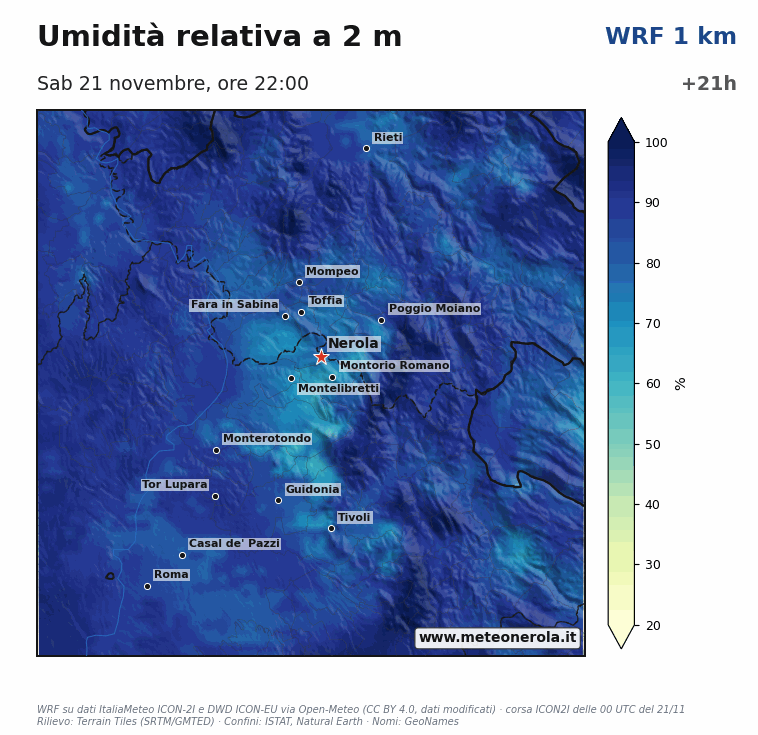 Umidità relativa a 2 m
WRF 1 km
Sab 21 novembre, ore 22:00
+21h
Rieti
Mompeo
Toffia
Fara in Sabina
Poggio Moiano
Nerola
Montorio Romano
Montelibretti
Monterotondo
Tor Lupara
Guidonia
Tivoli
Casal de' Pazzi
Roma
www.meteonerola.it
100
90
80
70
60
50
40
30
20
%
WRF su dati ItaliaMeteo ICON-2I e DWD ICON-EU via Open-Meteo (CC BY 4.0, dati modificati) · corsa ICON2I delle 00 UTC del 21/11
Rilievo: Terrain Tiles (SRTM/GMTED) · Confini: ISTAT, Natural Earth · Nomi: GeoNames